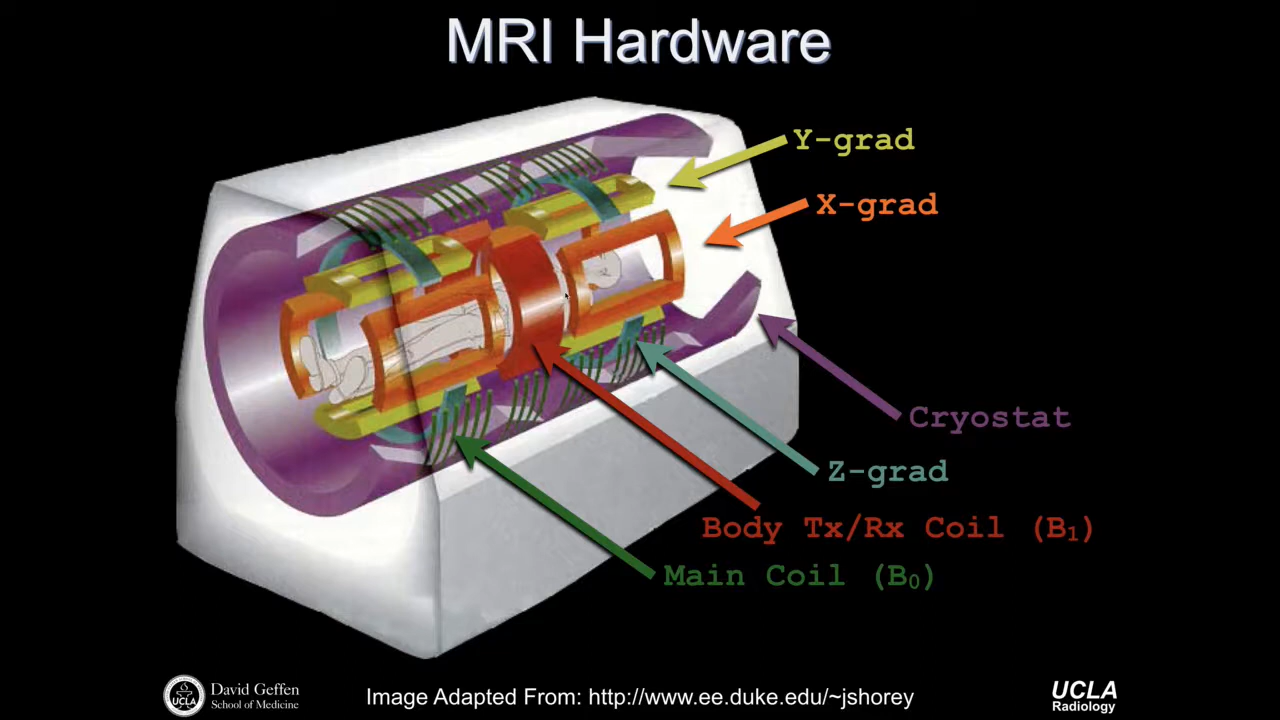 MRI Hardware
Y-grad
X-grad
Cryostat
Z-grad
Body Tx/Rx Coil (B₁)
Main Coil (B₀)
UCLA
David Geffen
School of Medicine
Image Adapted From: http://www.ee.duke.edu/~jshorey
UCLA
Radiology